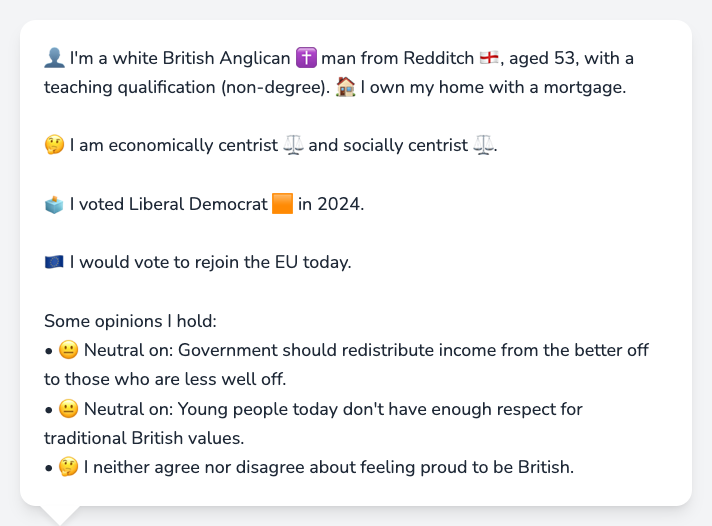 👤 I'm a white British Anglican ✝️ man from Redditch 🏴󠁧󠁢󠁥󠁮󠁧󠁿, aged 53, with a
teaching qualification (non-degree). 🏠 I own my home with a mortgage.
🤔 I am economically centrist ⚖️ and socially centrist ⚖️.
🗳️ I voted Liberal Democrat 🟧 in 2024.
🇪🇺 I would vote to rejoin the EU today.
Some opinions I hold:
• 😐 Neutral on: Government should redistribute income from the better off
to those who are less well off.
• 😐 Neutral on: Young people today don't have enough respect for
traditional British values.
• 🤔 I neither agree nor disagree about feeling proud to be British.